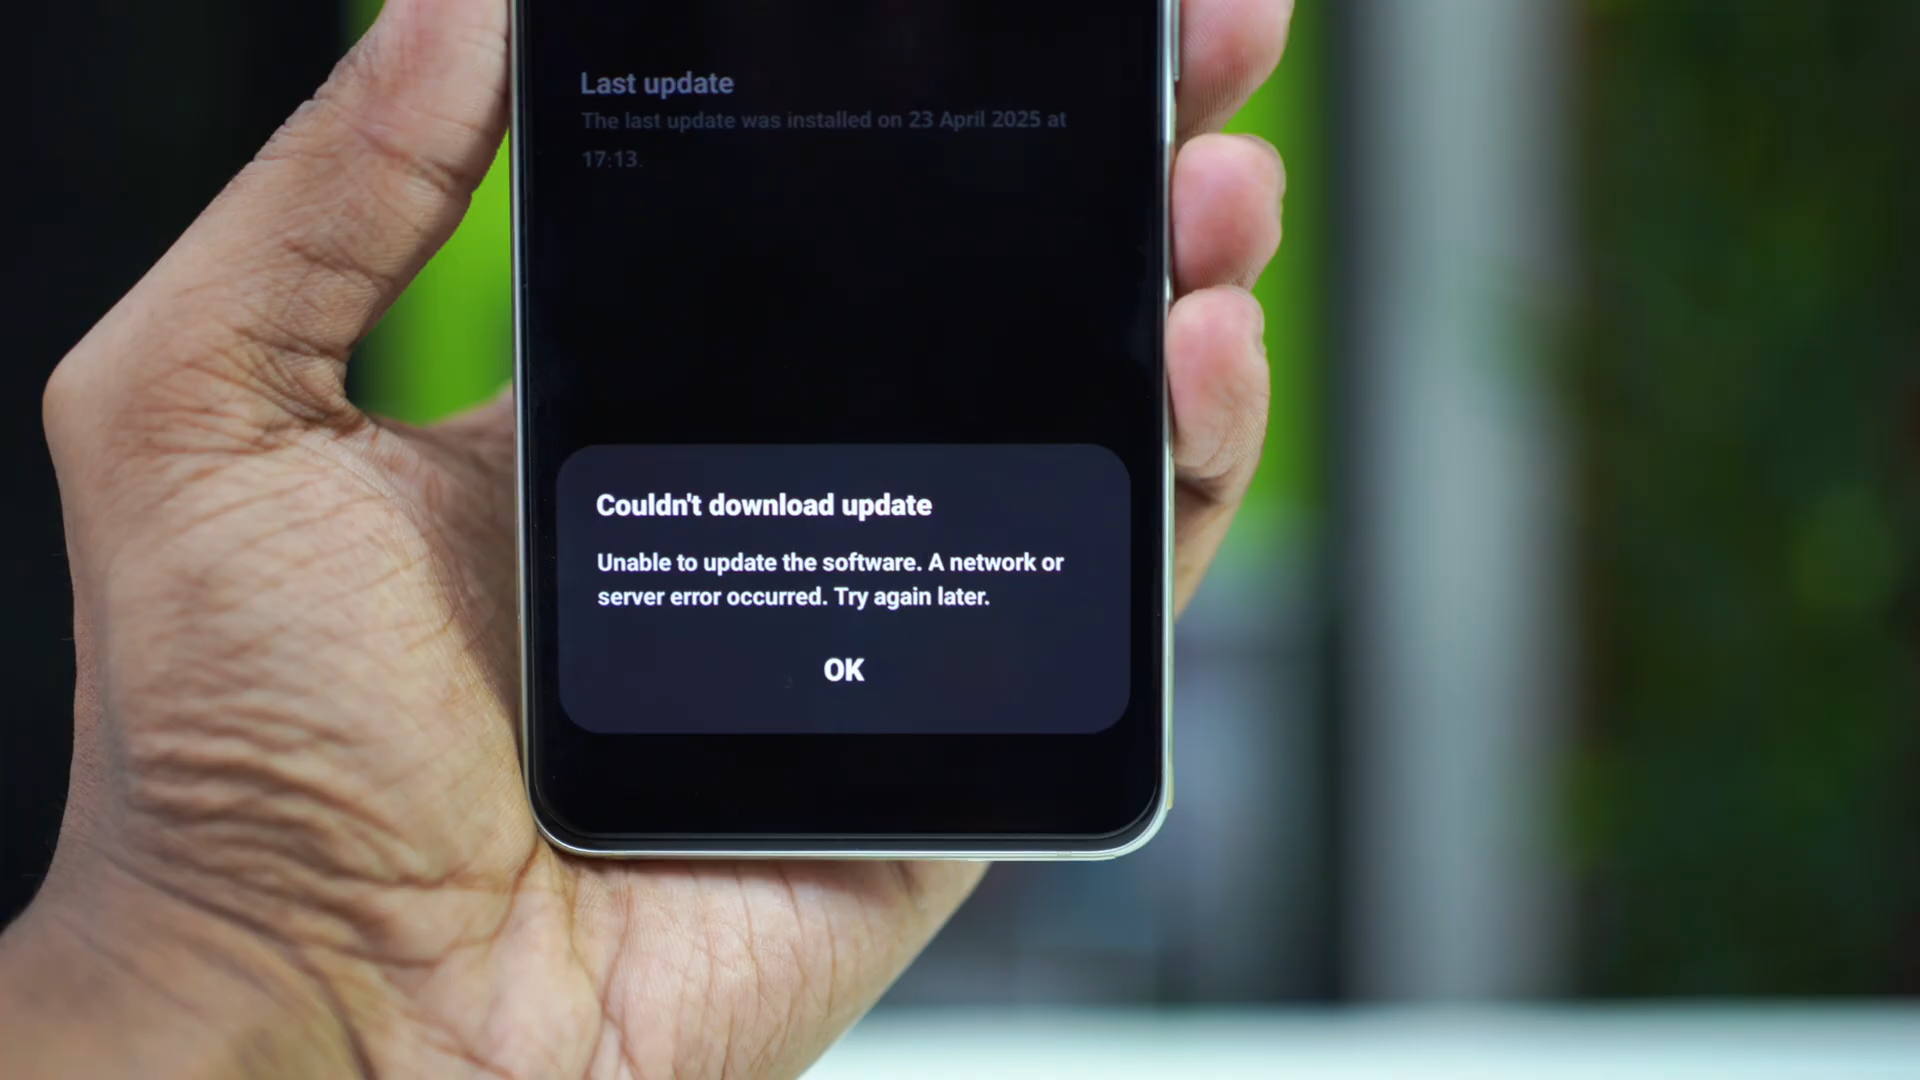 Last update
The last update was installed on 23 April 2025 at
17:13.
Couldn't download update
Unable to update the software. A network or
server error occurred. Try again later.
OK